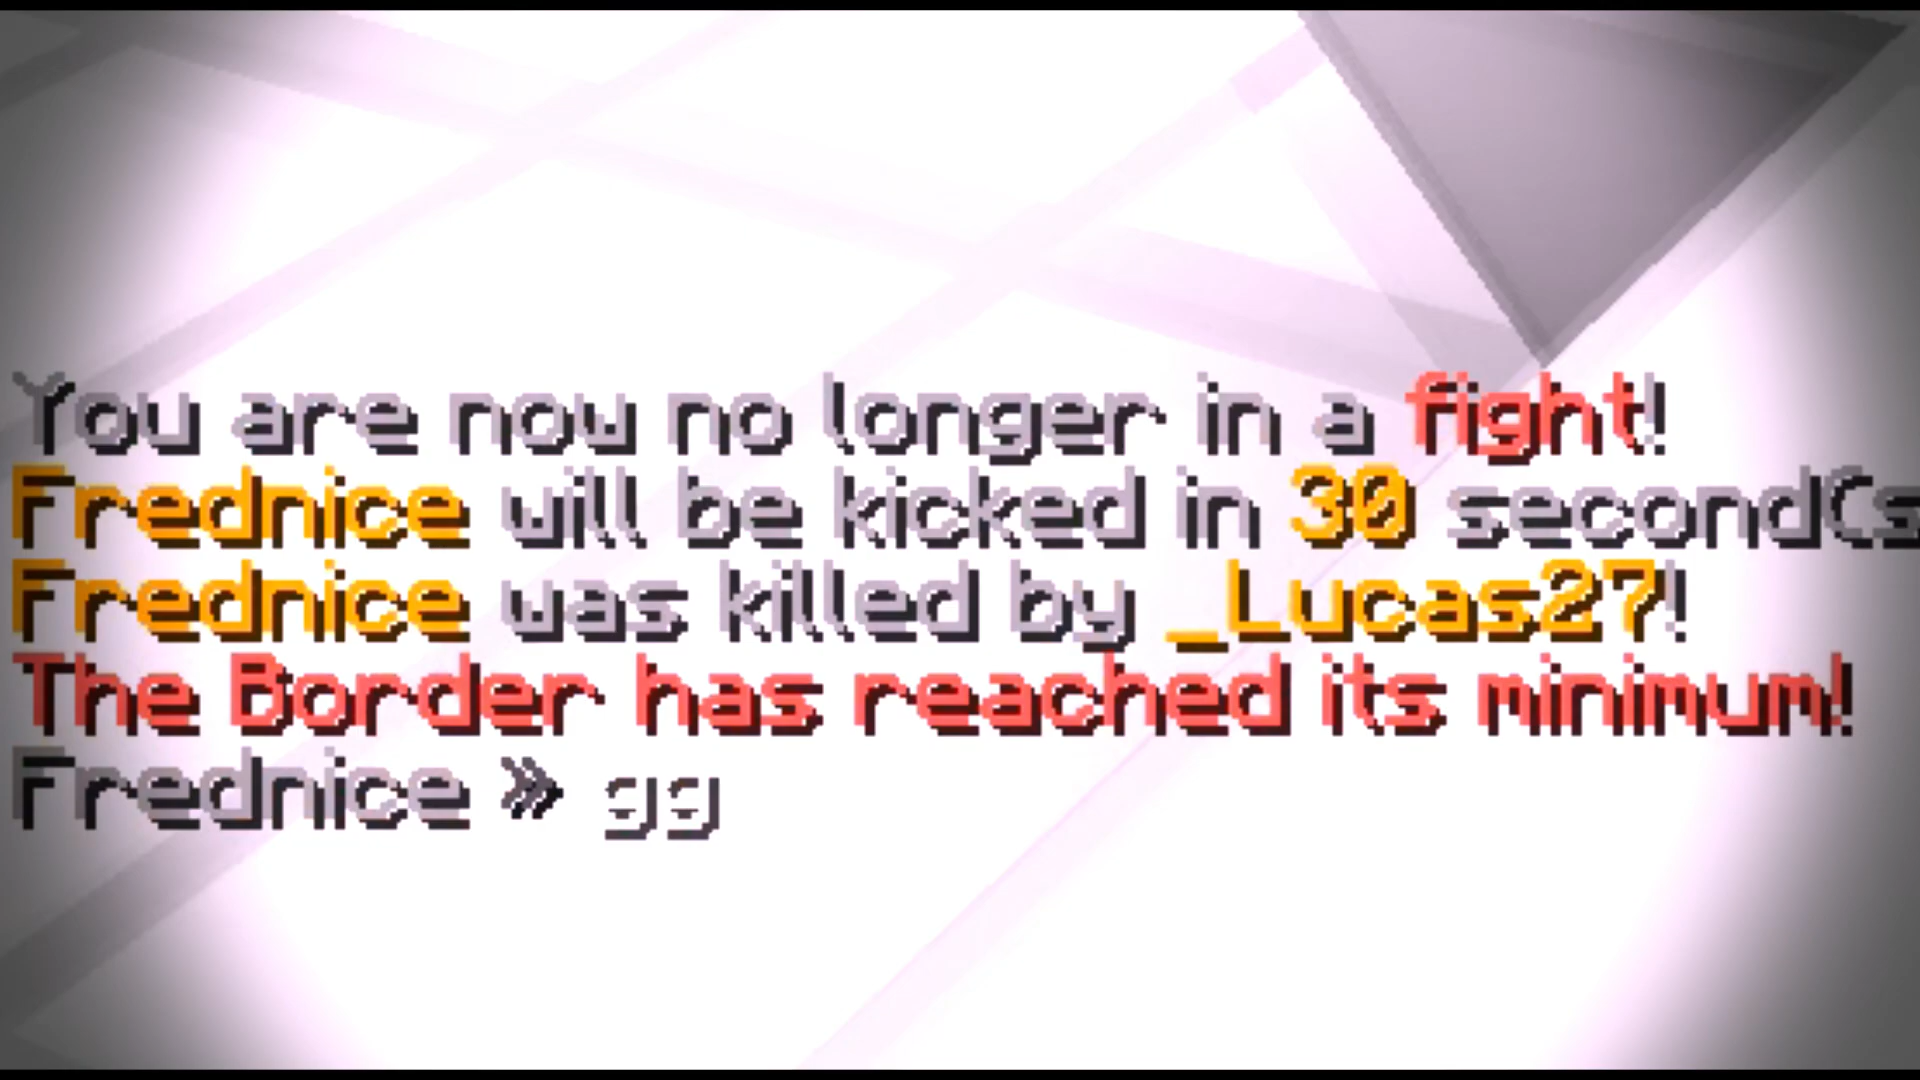 You are now no longer in a fight!
Frednice will be kicked in 30 second(s
Frednice was killed by _Lucas27!
The Border has reached its minimum!
Frednice » gg